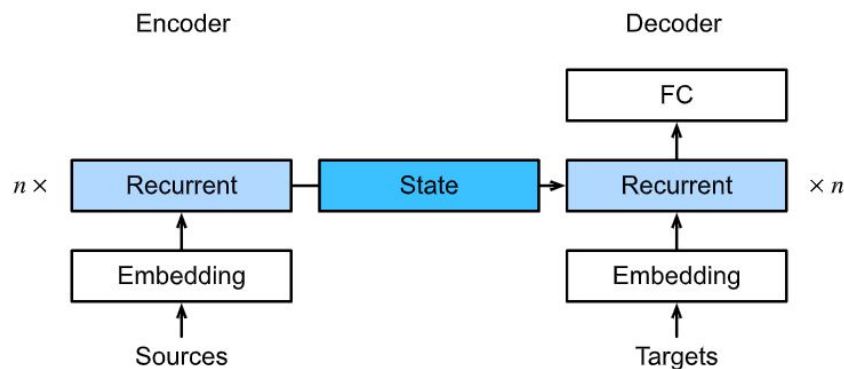 Encoder
Decoder
FC
n × Recurrent State Recurrent × n
Embedding Embedding
Sources Targets